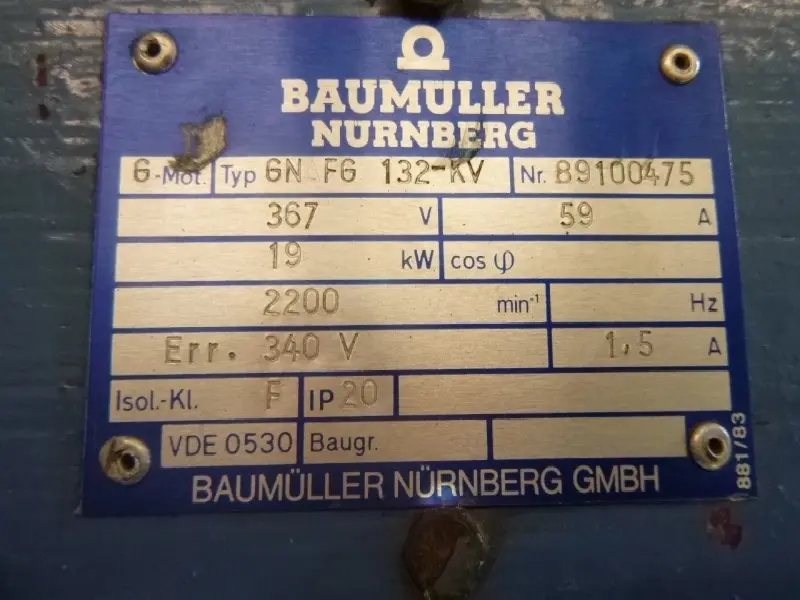 BAUMÜLLER
NÜRNBERG
G-Mot. Typ GN FG 132-KV Nr. 89100475
367 V 59 A
19 kW cos φ
2200 min⁻¹ Hz
Err. 340 V 1,5 A
Isol.-Kl. F IP 20
VDE 0530 Baugr.
BAUMÜLLER NÜRNBERG GMBH
881/83